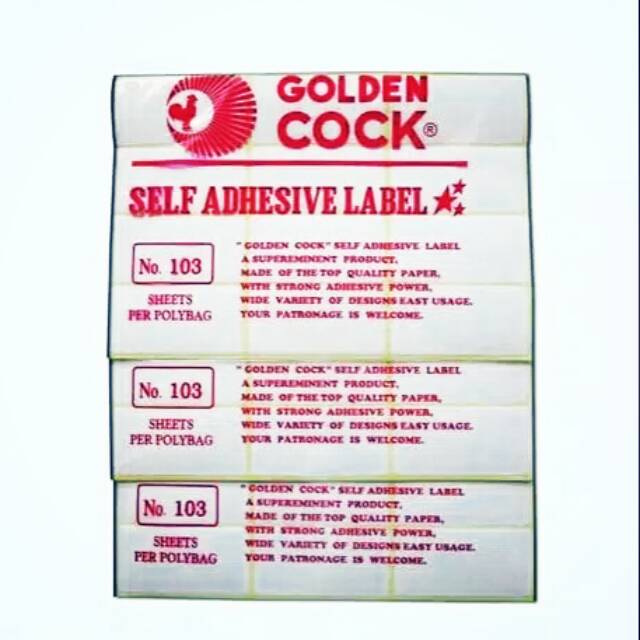 GOLDEN
COCK®
SELF ADHESIVE LABEL
No. 103
SHEETS
PER POLYBAG
"GOLDEN COCK" SELF ADHESIVE LABEL
A SUPEREMINENT PRODUCT,
MADE OF THE TOP QUALITY PAPER,
WITH STRONG ADHESIVE POWER,
WIDE VARIETY OF DESIGNS EASY USAGE.
YOUR PATRONAGE IS WELCOME.
No. 103
SHEETS
PER POLYBAG
"GOLDEN COCK" SELF ADHESIVE LABEL
A SUPEREMINENT PRODUCT,
MADE OF THE TOP QUALITY PAPER,
WITH STRONG ADHESIVE POWER,
WIDE VARIETY OF DESIGNS EASY USAGE.
YOUR PATRONAGE IS WELCOME.
No. 103
SHEETS
PER POLYBAG
"GOLDEN COCK" SELF ADHESIVE LABEL
A SUPEREMINENT PRODUCT,
MADE OF THE TOP QUALITY PAPER,
WITH STRONG ADHESIVE POWER,
WIDE VARIETY OF DESIGNS EASY USAGE.
YOUR PATRONAGE IS WELCOME.